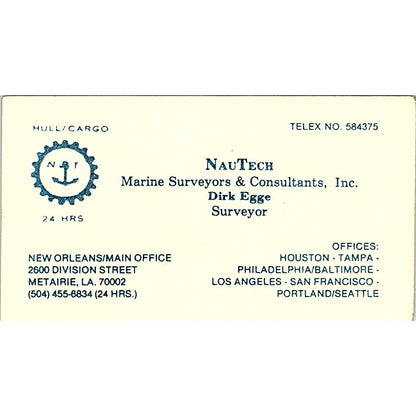 HULL/CARGO
TELEX NO. 584375
N T
24 HRS
NAUTECH
Marine Surveyors & Consultants, Inc.
Dirk Egge
Surveyor
NEW ORLEANS/MAIN OFFICE
2600 DIVISION STREET
METAIRIE, LA. 70002
(504) 455-6834 (24 HRS.)
OFFICES:
HOUSTON - TAMPA -
PHILADELPHIA/BALTIMORE -
LOS ANGELES - SAN FRANCISCO -
PORTLAND/SEATTLE